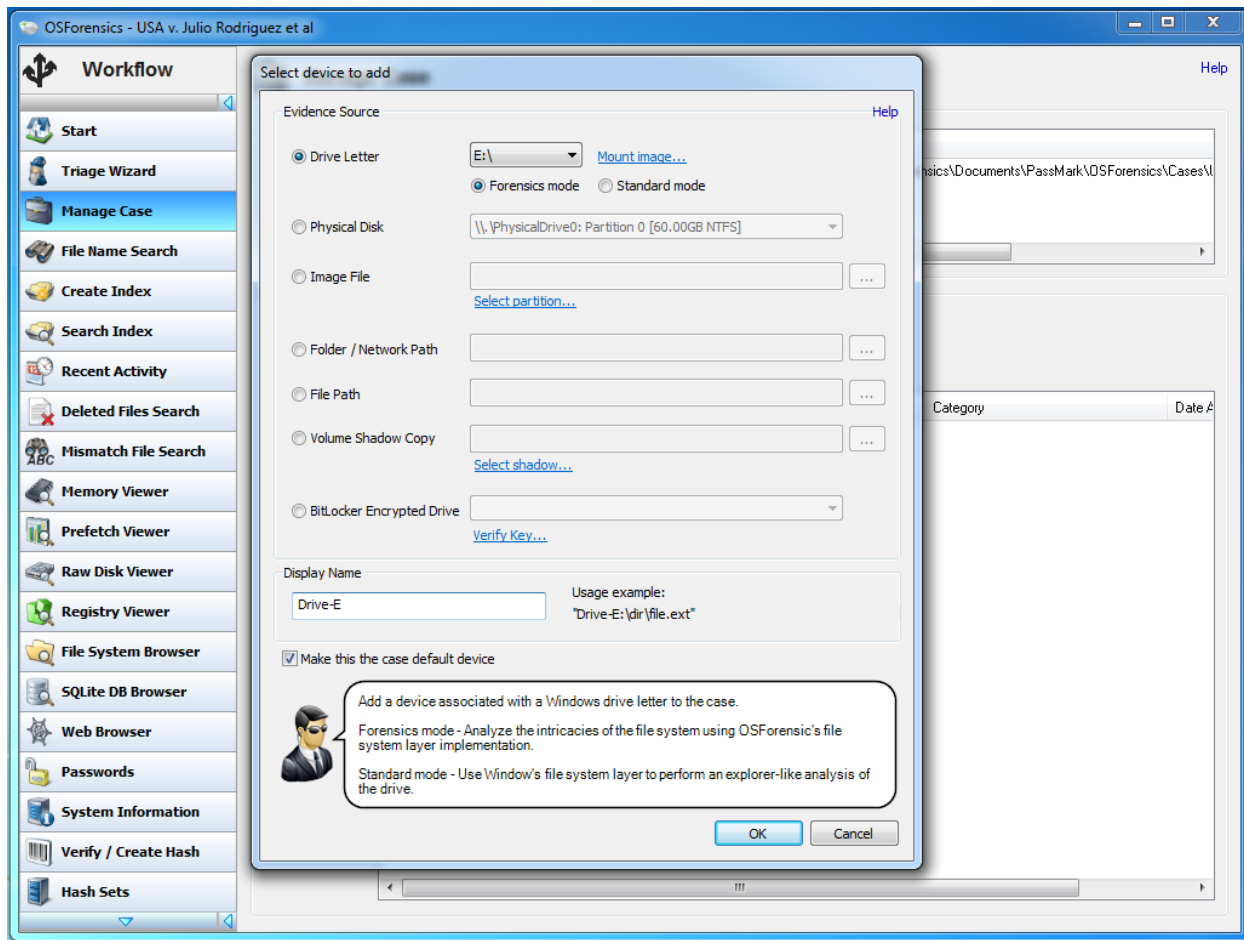 OSForensics - USA v. Julio Rodriguez et al
Workflow
Start
Triage Wizard
Manage Case
File Name Search
Create Index
Search Index
Recent Activity
Deleted Files Search
Mismatch File Search
Memory Viewer
Prefetch Viewer
Raw Disk Viewer
Registry Viewer
File System Browser
SQLite DB Browser
Web Browser
Passwords
System Information
Verify / Create Hash
Hash Sets
Help
nsics\Documents\PassMark\OSForensics\Cases\
Category
Date
Select device to add
Evidence Source
Help
Drive Letter
E:\
Mount image...
Forensics mode
Standard mode
Physical Disk
\\.\PhysicalDrive0: Partition 0 [60.00GB NTFS]
Image File
...
Select partition...
Folder / Network Path
...
File Path
...
Volume Shadow Copy
...
Select shadow...
BitLocker Encrypted Drive
Verify Key...
Display Name
Drive-E
Usage example:
"Drive-E:\dir\file.ext"
Make this the case default device
Add a device associated with a Windows drive letter to the case.
Forensics mode - Analyze the intricacies of the file system using OSForensic's file
system layer implementation.
Standard mode - Use Window's file system layer to perform an explorer-like analysis of
the drive.
OK
Cancel